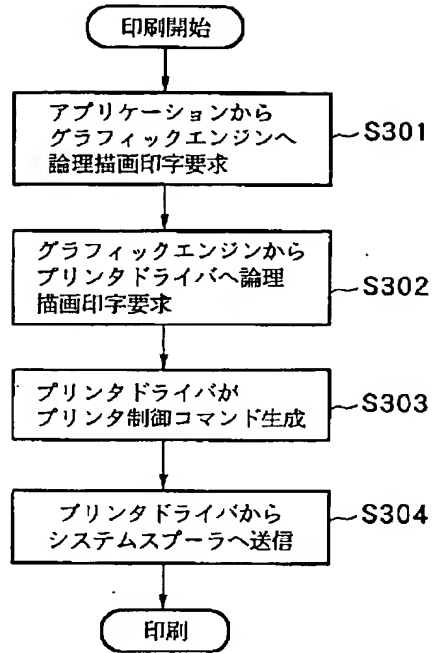 印刷開始
アプリケーションから
グラフィックエンジンへ
論理描画印字要求
S301
グラフィックエンジンから
プリンタドライバへ論理
描画印字要求
S302
プリンタドライバが
プリンタ制御コマンド生成
S303
プリンタドライバから
システムスプーラへ送信
S304
印刷